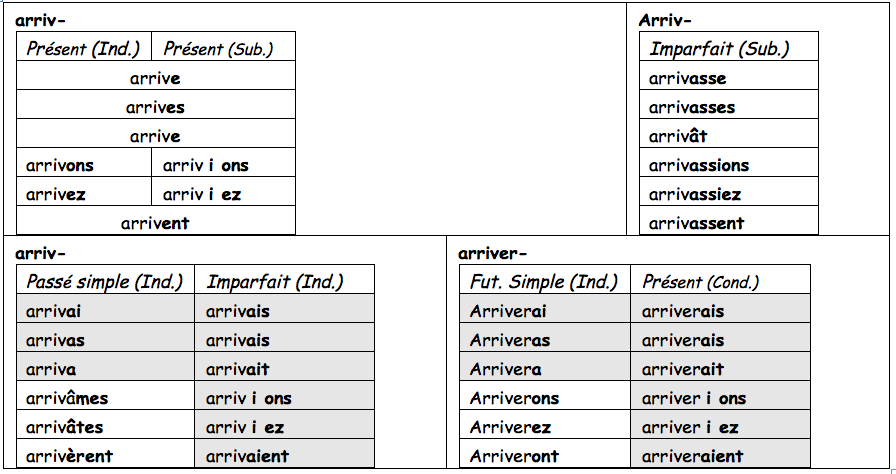 arriv-
Présent (Ind.) Présent (Sub.)
arrive
arrives
arrive
arrivons arriv i ons
arrivez arriv i ez
arrivent
Arriv-
Imparfait (Sub.)
arrivasse
arrivasses
arrivât
arrivassions
arrivassiez
arrivassent
arriv-
Passé simple (Ind.) Imparfait (Ind.)
arrivai arrivais
arrivas arrivais
arriva arrivait
arrivâmes arriv i ons
arrivâtes arriv i ez
arrivèrent arrivaient
arriver-
Fut. Simple (Ind.) Présent (Cond.)
Arriverai arriverais
Arriveras arriverais
Arrivera arriverait
Arriverons arriver i ons
Arriverez arriver i ez
Arriveront arriveraient